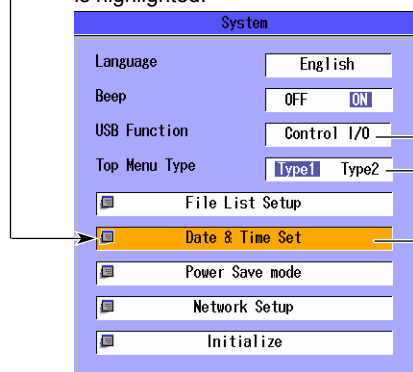 is highlighted.
System
Language English
Beep OFF ON
USB Function Control I/O
Top Menu Type Type1 Type2
File List Setup
Date & Time Set
Power Save mode
Network Setup
Initialize